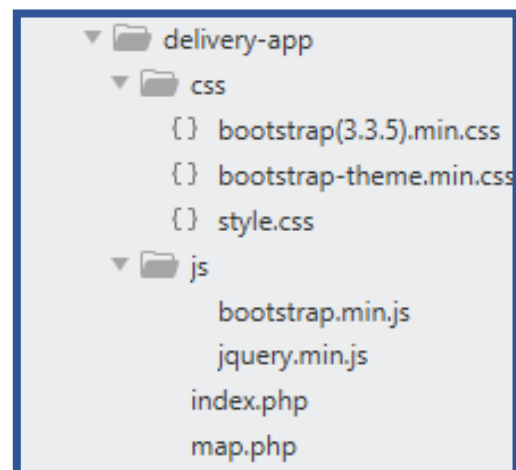 delivery-app
css
{} bootstrap(3.3.5).min.css
{} bootstrap-theme.min.css
{} style.css
js
bootstrap.min.js
jquery.min.js
index.php
map.php